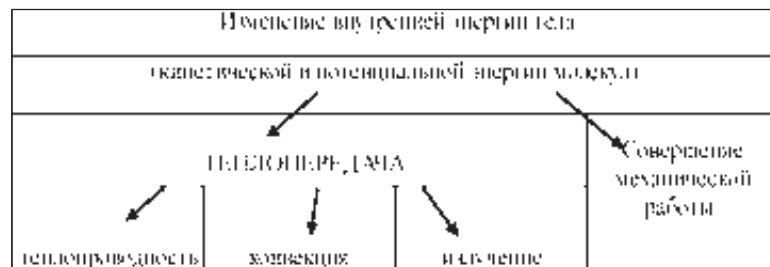 Изменение внутренней энергии тела
(кинетической и потенциальной энергии молекул)
ТЕПЛОПЕРЕДАЧА
Совершение
механической
работы
теплопроводность
конвекция
излучение